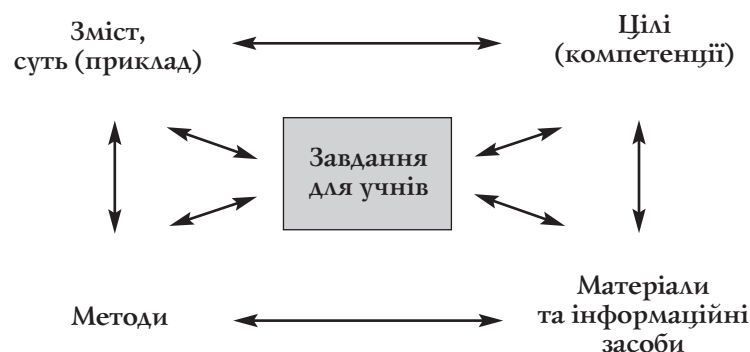 Зміст,
суть (приклад)
Цілі
(компетенції)
Завдання
для учнів
Методи
Матеріали
та інформаційні
засоби